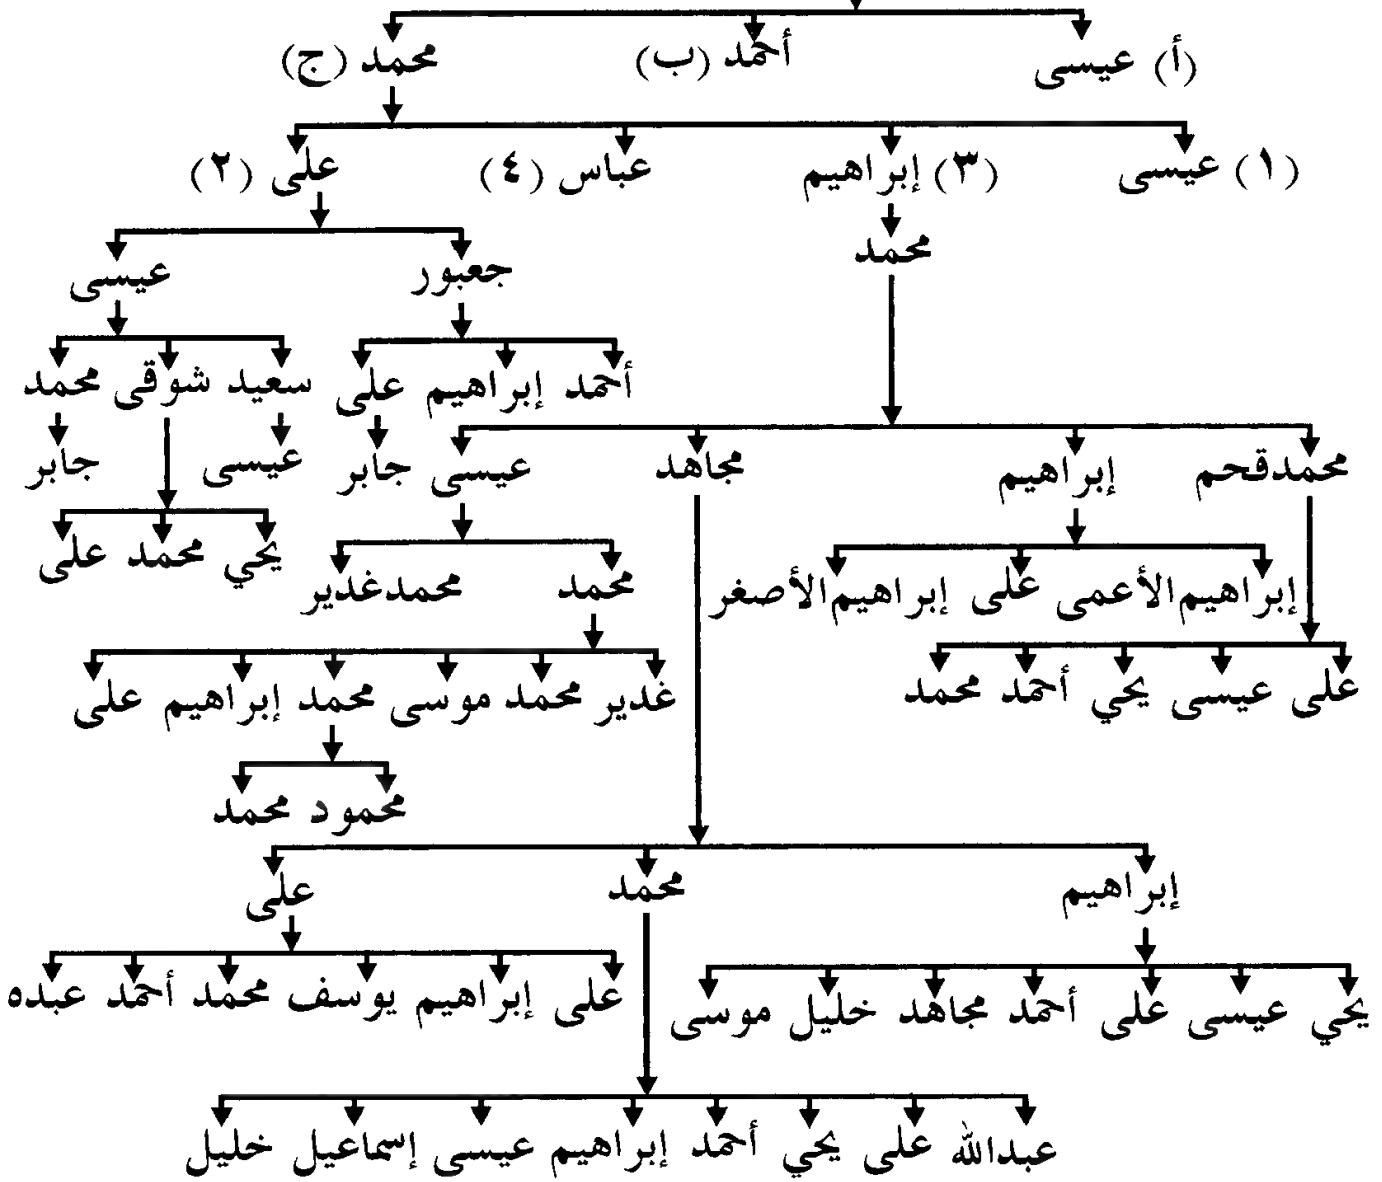 (أ) عيسى أحمد (ب) محمد (ج)
(١) عيسى (٣) إبراهيم عباس (٤) على (٢)
محمد
جعبور عيسى
أحمد إبراهيم على سعيد شوقى محمد
محمدقحم إبراهيم مجاهد عيسى جابر عيسى جابر
يحي محمد على
إبراهيم الأعمى على إبراهيم الأصغر محمد محمدغدير
على عيسى يحي أحمد محمد غدير محمد موسى محمد إبراهيم على
محمود محمد
إبراهيم محمد على
يحي عيسى على أحمد مجاهد خليل موسى على إبراهيم يوسف محمد أحمد عبده
عبدالله على يحي أحمد إبراهيم عيسى إسماعيل خليل